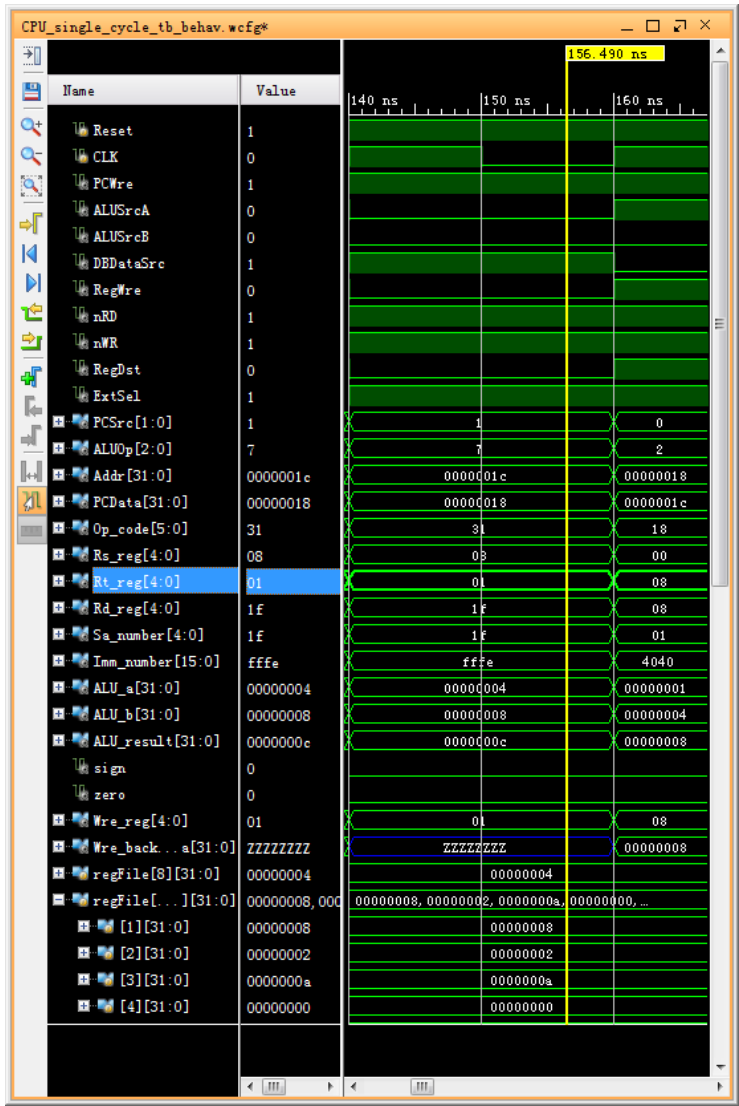 CPU_single_cycle_tb_behav.wcfg*
156.490 ns
Name Value 140 ns 150 ns 160 ns
Reset 1
CLK 0
PCWre 1
ALUSrcA 0
ALUSrcB 0
DBDataSrc 1
RegWre 0
nRD 1
nWR 1
RegDst 0
ExtSel 1
PCSrc[1:0] 1 1 0
ALUOp[2:0] 7 7 2
Addr[31:0] 0000001c 0000001c 00000018
PCData[31:0] 00000018 00000018 0000001c
Op_code[5:0] 31 31 18
Rs_reg[4:0] 08 08 00
Rt_reg[4:0] 01 01 08
Rd_reg[4:0] 1f 1f 08
Sa_number[4:0] 1f 1f 01
Imm_number[15:0] fffe fffe 4040
ALU_a[31:0] 00000004 00000004 00000001
ALU_b[31:0] 00000008 00000008 00000004
ALU_result[31:0] 0000000c 0000000c 00000008
sign 0
zero 0
Wre_reg[4:0] 01 01 08
Wre_back...a[31:0] ZZZZZZZZ ZZZZZZZZ 00000008
regFile[8][31:0] 00000004 00000004
regFile[...][31:0] 00000008,000 00000008,00000002,0000000a,00000000,...
[1][31:0] 00000008 00000008
[2][31:0] 00000002 00000002
[3][31:0] 0000000a 0000000a
[4][31:0] 00000000 00000000